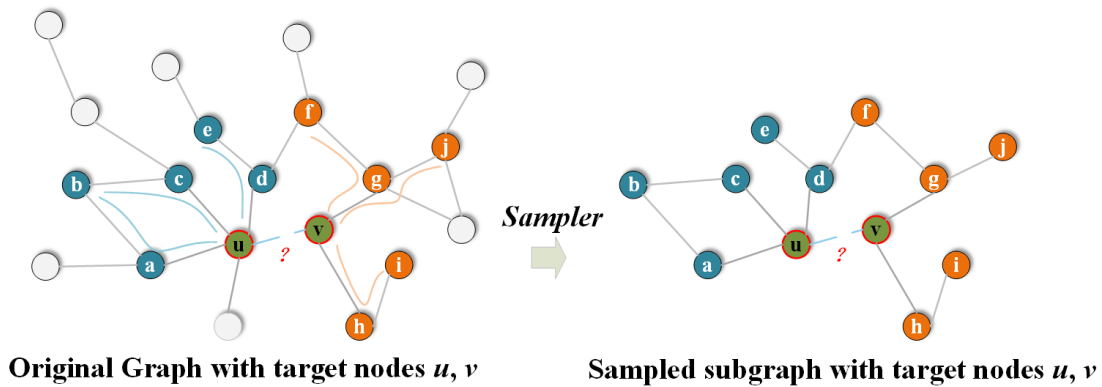 f
e
j
b
c
d
g
u
v
?
a
i
h
Original Graph with target nodes u, v
Sampler
f
e
j
b
c
d
g
u
v
?
a
i
h
Sampled subgraph with target nodes u, v